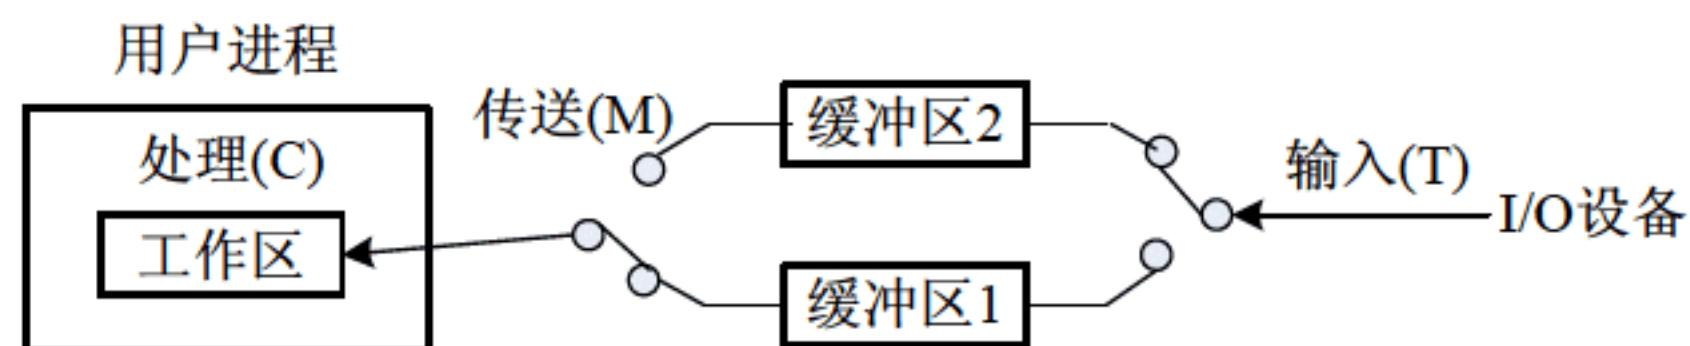 用户进程
处理(C)
工作区
传送(M)
缓冲区2
缓冲区1
输入(T)
I/O设备